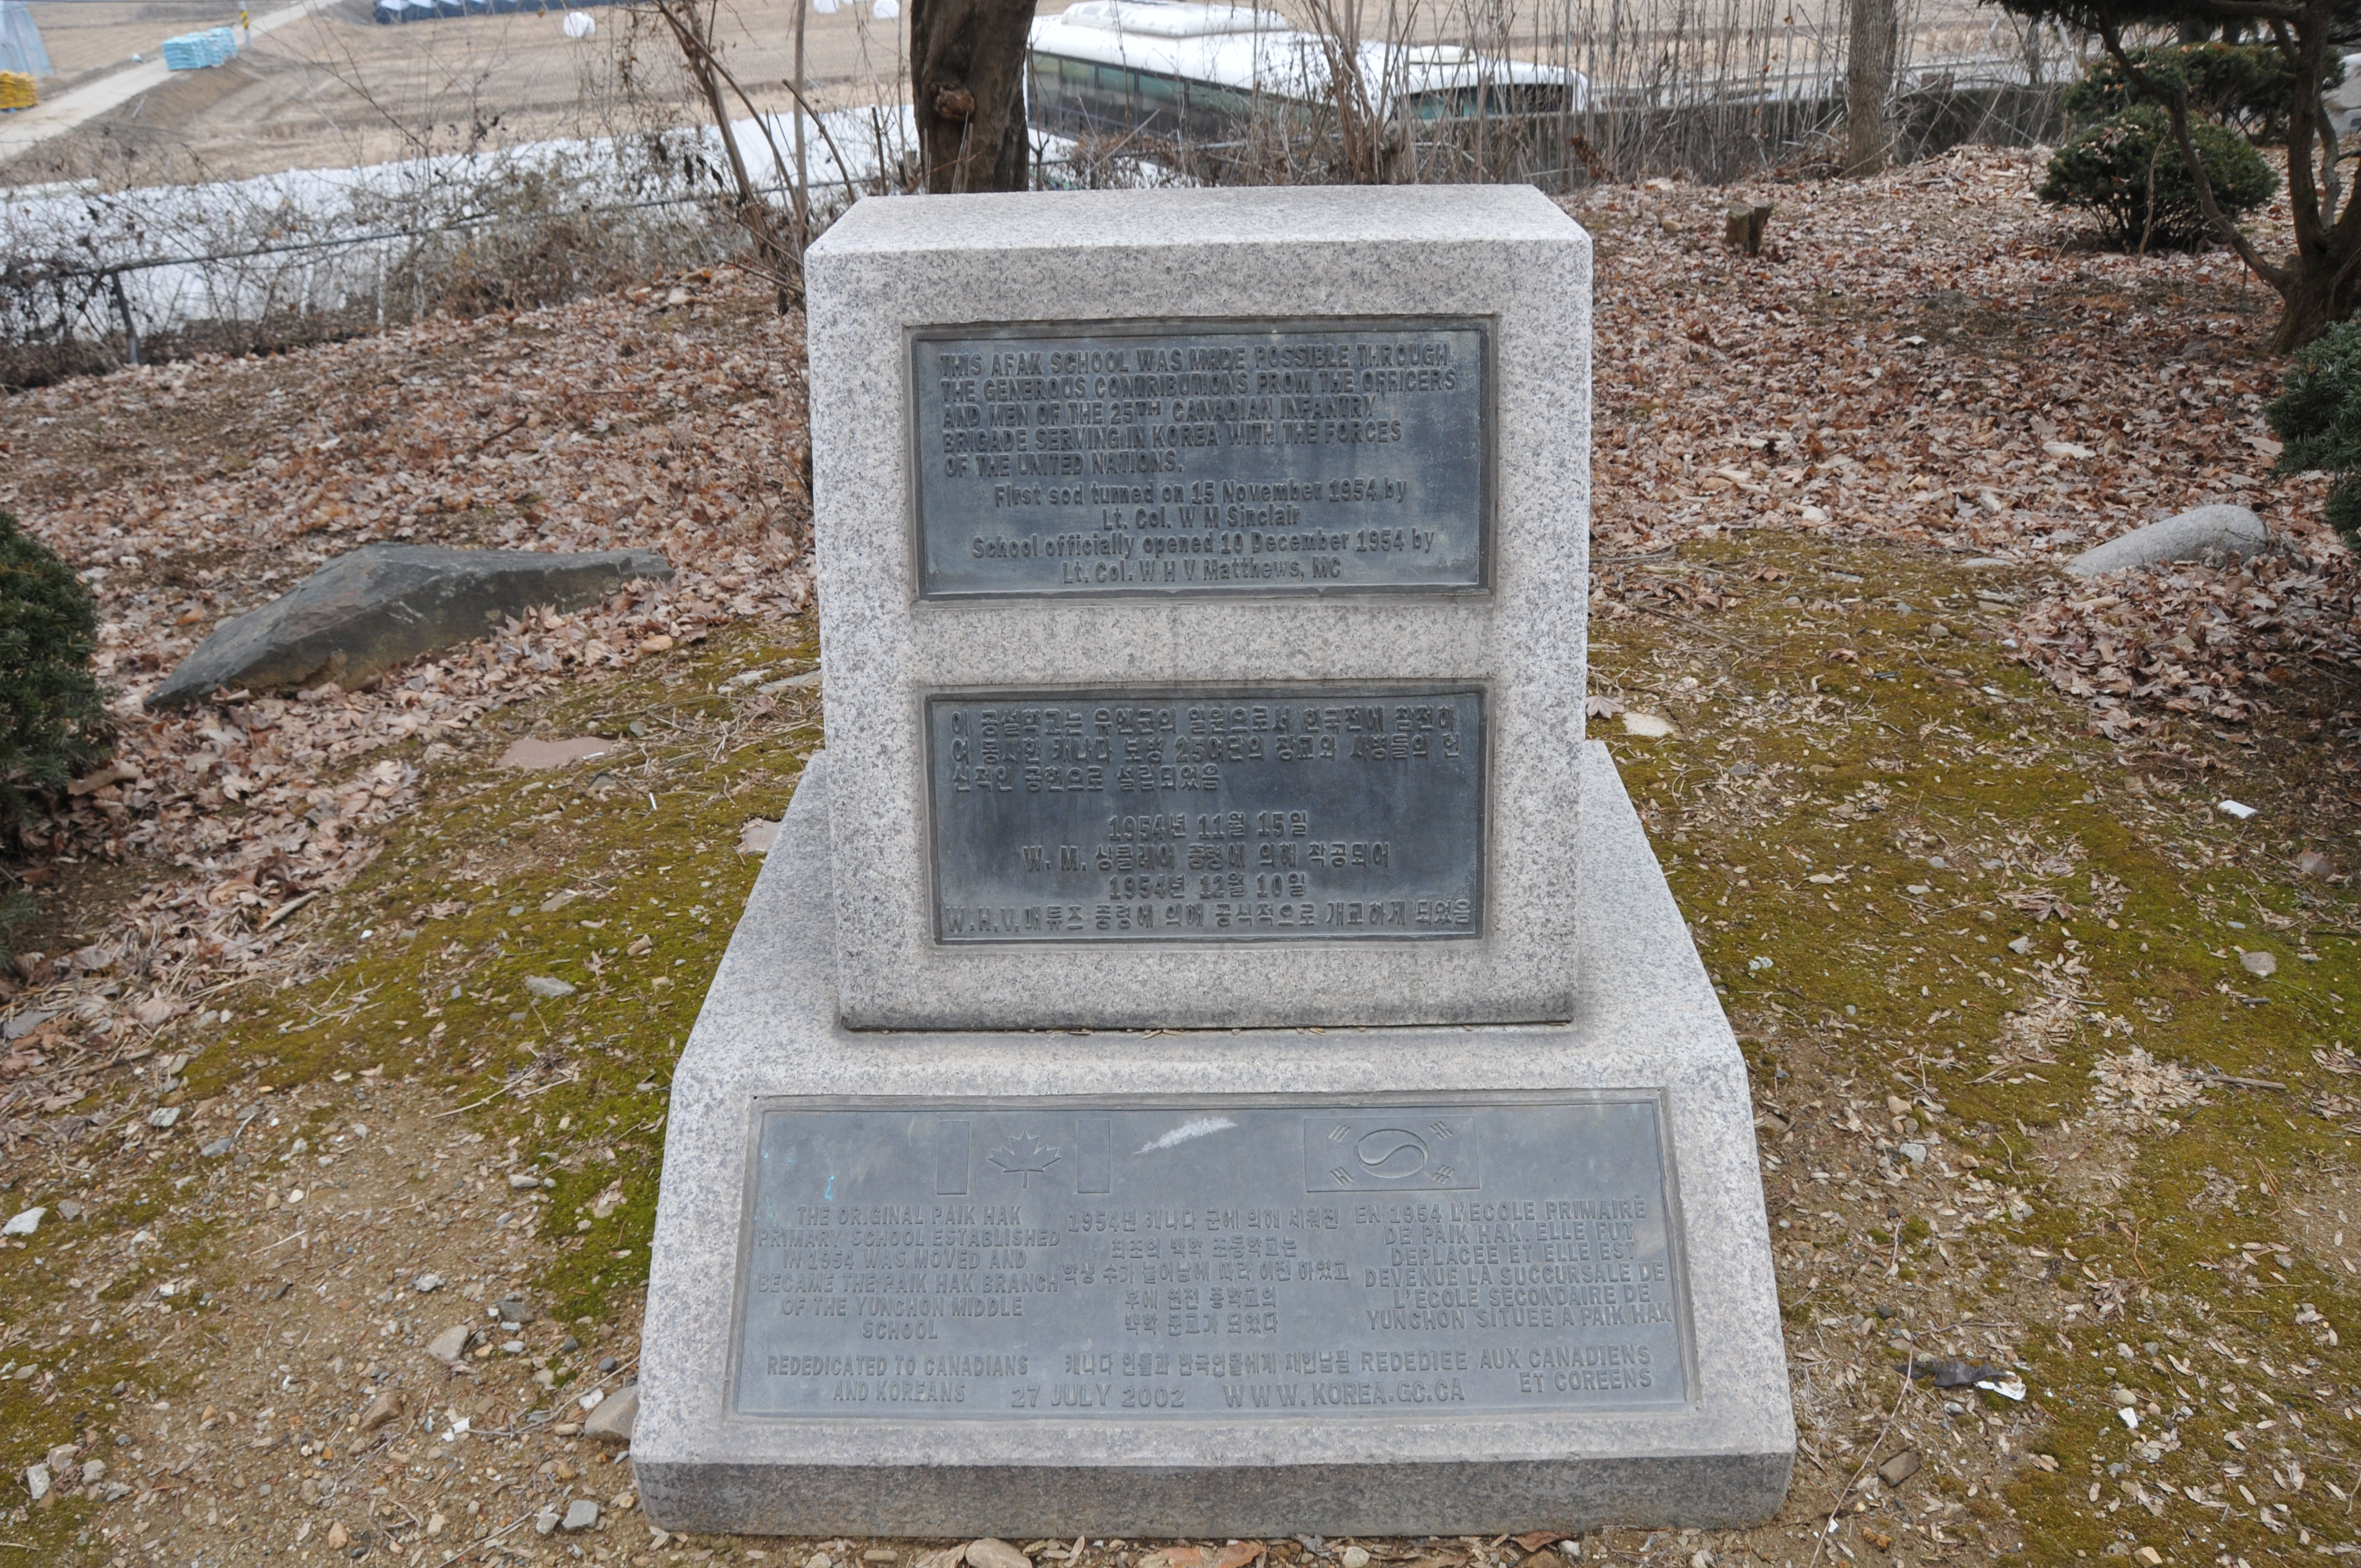 THIS AFAK SCHOOL WAS MADE POSSIBLE THROUGH
THE GENEROUS CONTRIBUTIONS FROM THE OFFICERS
AND MEN OF THE 25TH CANADIAN INFANTRY
BRIGADE SERVING IN KOREA WITH THE FORCES
OF THE UNITED NATIONS.
First sod turned on 15 November 1954 by
Lt. Col. W M Sinclair
School officially opened 10 December 1954 by
Lt. Col. W H V Matthews, MC
이 공설학교는 유엔군의 일원으로서 한국전에 참전하
여 동시안 캐나다 보병 25여단의 장교와 사병들의 헌
신적인 공헌으로 설립되었음
1954년 11월 15일
W. M. 싱클레어 중령에 의해 착공되어
1954년 12월 10일
W.H.V.매튜즈 중령에 의해 공식적으로 개교하게 되었음
THE ORIGINAL PAIK HAK
PRIMARY SCHOOL ESTABLISHED
IN 1954 WAS MOVED AND
BECAME THE PAIK HAK BRANCH
OF THE YUNCHON MIDDLE
SCHOOL
REDEDICATED TO CANADIANS
AND KOREANS
1954년 캐나다 군에 의해 세워진
최초의 백학 초등학교는
학생 수가 늘어남에 따라 이전 하였고
후에 연천 중학교의
백학 분교가 되었다
캐나다 인들과 한국인들에게 재헌납됨
EN 1954 L'ECOLE PRIMAIRE
DE PAIK HAK. ELLE FUT
DEPLACEE ET ELLE EST
DEVENUE LA SUCCURSALE DE
L'ECOLE SECONDAIRE DE
YUNCHON SITUEE A PAIK HAK
REDEDIEE AUX CANADIENS
ET COREENS
27 JULY 2002 WWW.KOREA.GC.CA